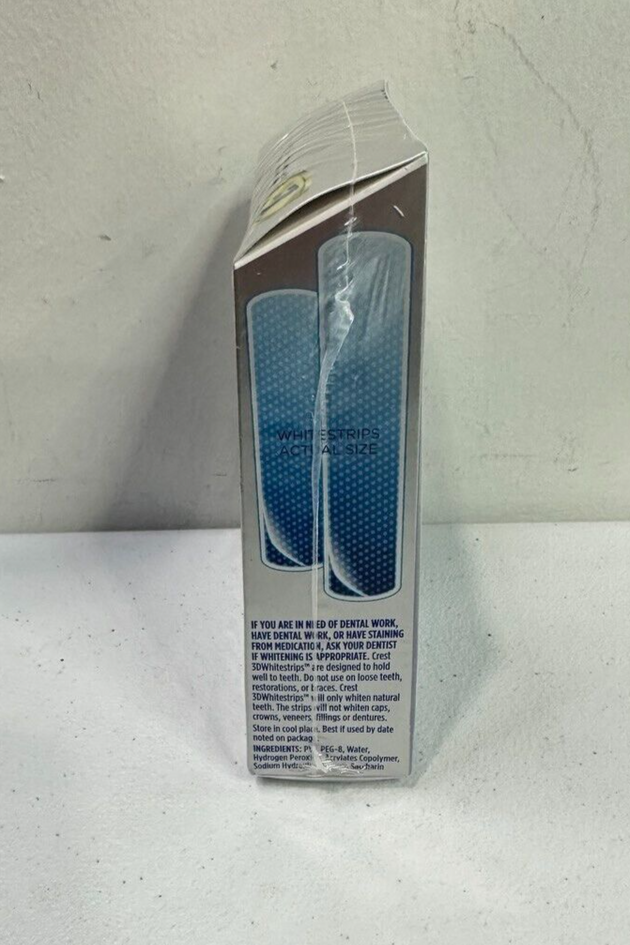 WHITESTRIPS
ACTUAL SIZE
IF YOU ARE IN NEED OF DENTAL WORK,
HAVE DENTAL WORK, OR HAVE STAINING
FROM MEDICATION, ASK YOUR DENTIST
IF WHITENING IS APPROPRIATE. Crest
3DWhitestrips™ are designed to hold
well to teeth. Do not use on loose teeth,
restorations, or braces. Crest
3DWhitestrips™ will only whiten natural
teeth. The strips will not whiten caps,
crowns, veneers, fillings or dentures.
Store in cool place. Best if used by date
noted on package.
INGREDIENTS: PEG-8, Water,
Hydrogen Peroxide, Acrylates Copolymer,
Sodium Saccharin